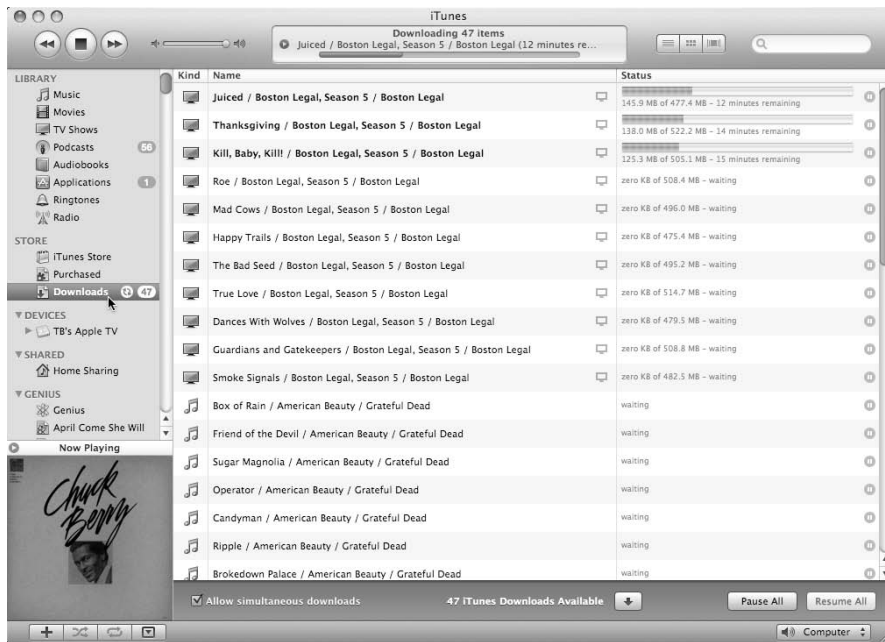 iTunes
Downloading 47 items
Juiced / Boston Legal, Season 5 / Boston Legal (12 minutes re...
LIBRARY
Music
Movies
TV Shows
Podcasts 56
Audiobooks
Applications 1
Ringtones
Radio
STORE
iTunes Store
Purchased
Downloads 47
DEVICES
TB's Apple TV
SHARED
Home Sharing
GENIUS
Genius
April Come She Will
Now Playing
Chuck
Berry
Kind Name Status
Juiced / Boston Legal, Season 5 / Boston Legal 145.9 MB of 477.4 MB – 12 minutes remaining
Thanksgiving / Boston Legal, Season 5 / Boston Legal 138.0 MB of 522.2 MB – 14 minutes remaining
Kill, Baby, Kill! / Boston Legal, Season 5 / Boston Legal 125.3 MB of 505.1 MB – 15 minutes remaining
Roe / Boston Legal, Season 5 / Boston Legal zero KB of 508.4 MB – waiting
Mad Cows / Boston Legal, Season 5 / Boston Legal zero KB of 496.0 MB – waiting
Happy Trails / Boston Legal, Season 5 / Boston Legal zero KB of 475.4 MB – waiting
The Bad Seed / Boston Legal, Season 5 / Boston Legal zero KB of 495.2 MB – waiting
True Love / Boston Legal, Season 5 / Boston Legal zero KB of 514.7 MB – waiting
Dances With Wolves / Boston Legal, Season 5 / Boston Legal zero KB of 479.5 MB – waiting
Guardians and Gatekeepers / Boston Legal, Season 5 / Boston Legal zero KB of 508.8 MB – waiting
Smoke Signals / Boston Legal, Season 5 / Boston Legal zero KB of 482.5 MB – waiting
Box of Rain / American Beauty / Grateful Dead waiting
Friend of the Devil / American Beauty / Grateful Dead waiting
Sugar Magnolia / American Beauty / Grateful Dead waiting
Operator / American Beauty / Grateful Dead waiting
Candyman / American Beauty / Grateful Dead waiting
Ripple / American Beauty / Grateful Dead waiting
Brokedown Palace / American Beauty / Grateful Dead waiting
Allow simultaneous downloads 47 iTunes Downloads Available Pause All Resume All
Computer